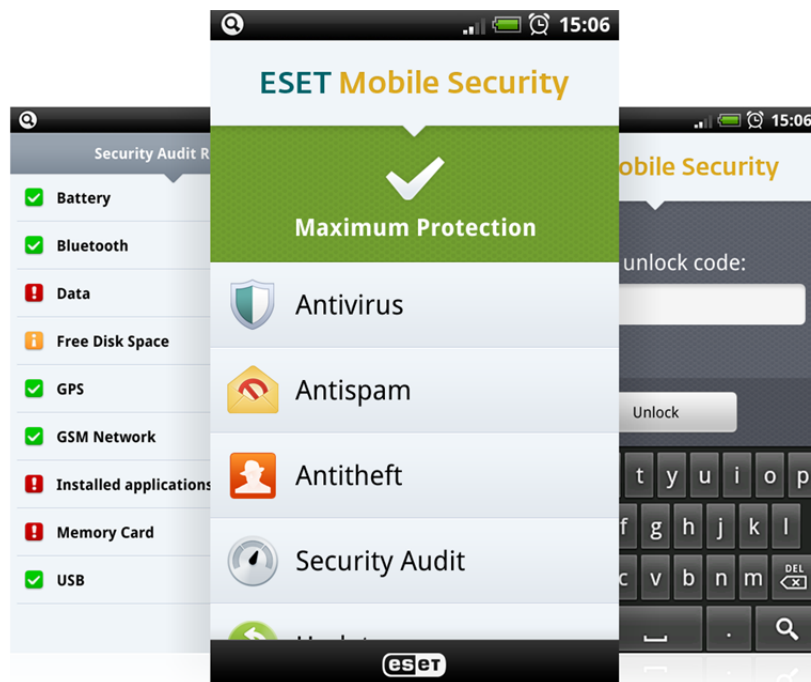 15:06
ESET Mobile Security
Maximum Protection
Antivirus
Antispam
Antitheft
Security Audit
eset
Security Audit R
Battery
Bluetooth
Data
Free Disk Space
GPS
GSM Network
Installed applications
Memory Card
USB
15:06
obile Security
unlock code:
Unlock
t y u i o p
f g h j k l
c v b n m DEL
.